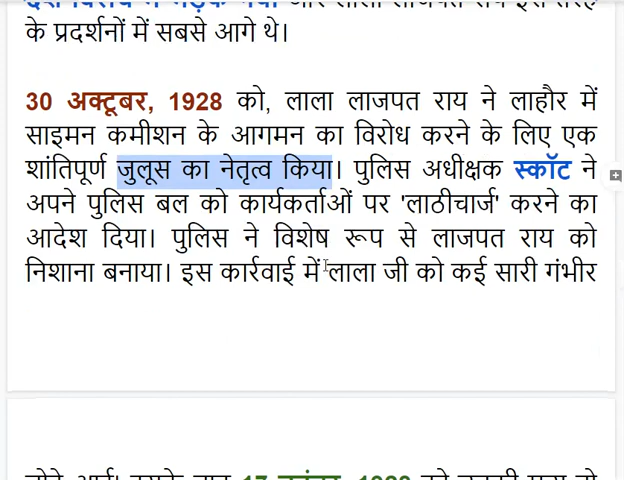 के प्रदर्शनों में सबसे आगे थे।
30 अक्टूबर, 1928 को, लाला लाजपत राय ने लाहौर में
साइमन कमीशन के आगमन का विरोध करने के लिए एक
शांतिपूर्ण जुलूस का नेतृत्व किया। पुलिस अधीक्षक स्कॉट ने
अपने पुलिस बल को कार्यकर्ताओं पर 'लाठीचार्ज' करने का
आदेश दिया। पुलिस ने विशेष रूप से लाजपत राय को
निशाना बनाया। इस कार्रवाई में लाला जी को कई सारी गंभीर